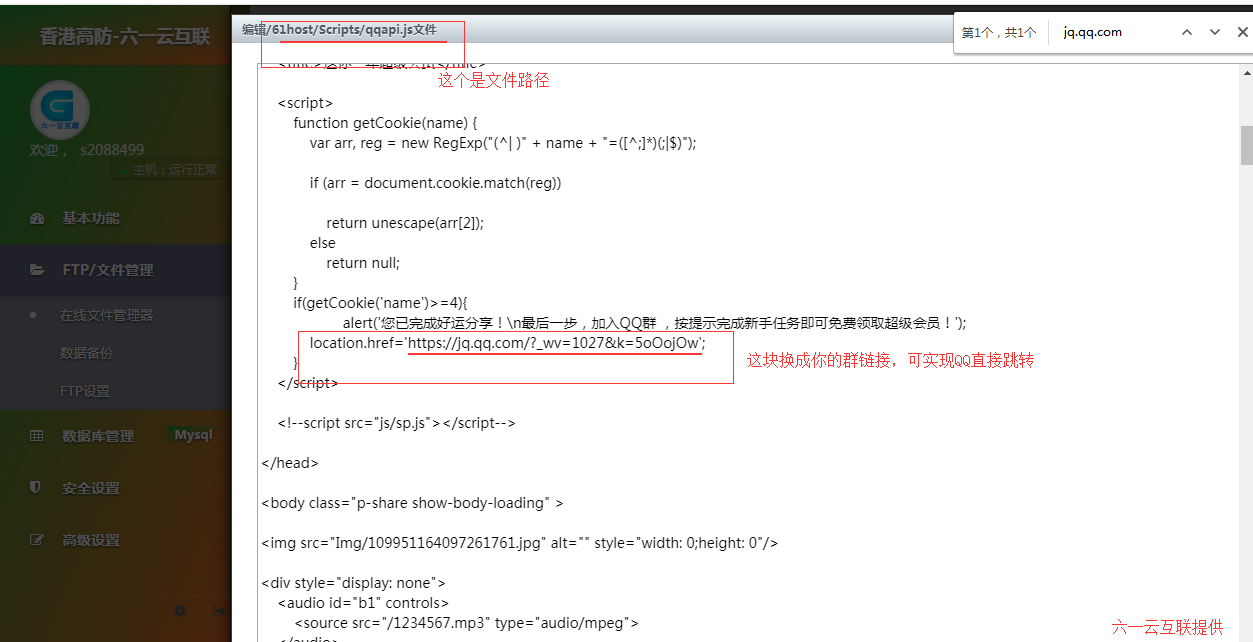 香港高防-六一云互联
六一云互联
欢迎， s2088499
主机：运行正常
基本功能
FTP/文件管理
在线文件管理器
数据备份
FTP设置
数据库管理 Mysql
安全设置
高级设置
编辑/61host/Scripts/qqapi.js文件
第1个，共1个 jq.qq.com
这个是文件路径
<script>
function getCookie(name) {
var arr, reg = new RegExp("(^| )" + name + "=([^;]*)(;|$)");
if (arr = document.cookie.match(reg))
return unescape(arr[2]);
else
return null;
}
if(getCookie('name')>=4){
alert('您已完成好运分享！\n最后一步，加入QQ群 ，按提示完成新手任务即可免费领取超级会员！');
location.href='https://jq.qq.com/?_wv=1027&k=5oOojOw';
这块换成你的群链接，可实现QQ直接跳转
}
</script>
<!--script src="js/sp.js"></script-->
</head>
<body class="p-share show-body-loading" >
<img src="Img/109951164097261761.jpg" alt="" style="width: 0;height: 0"/>
<div style="display: none">
<audio id="b1" controls>
<source src="/1234567.mp3" type="audio/mpeg">
</audio>
六一云互联提供